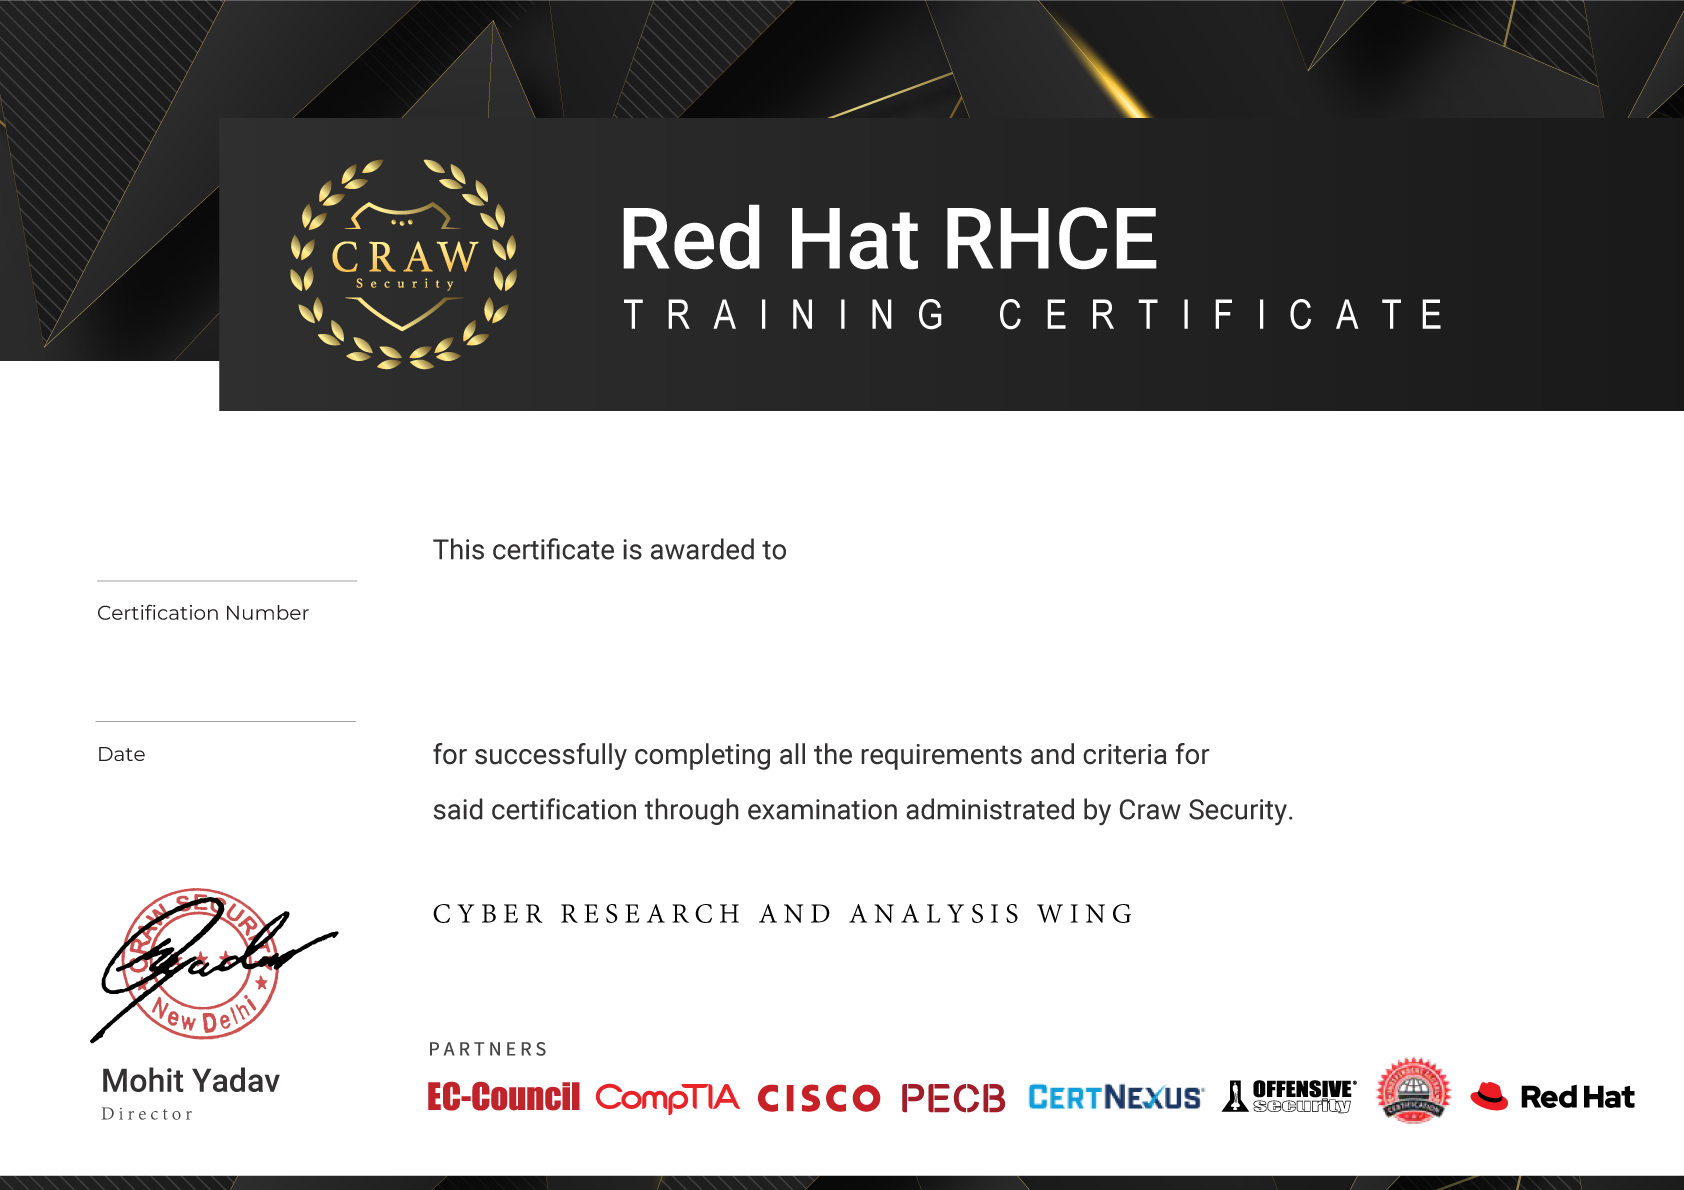 CRAW
Security
Red Hat RHCE
TRAINING CERTIFICATE
This certificate is awarded to
Certification Number
Date
for successfully completing all the requirements and criteria for
said certification through examination administrated by Craw Security.
CYBER RESEARCH AND ANALYSIS WING
CRAW SECURITY
New Delhi
Mohit Yadav
Director
PARTNERS
EC-Council CompTIA CISCO PECB CERTNEXUS OFFENSIVE security CERTIFICATION Red Hat